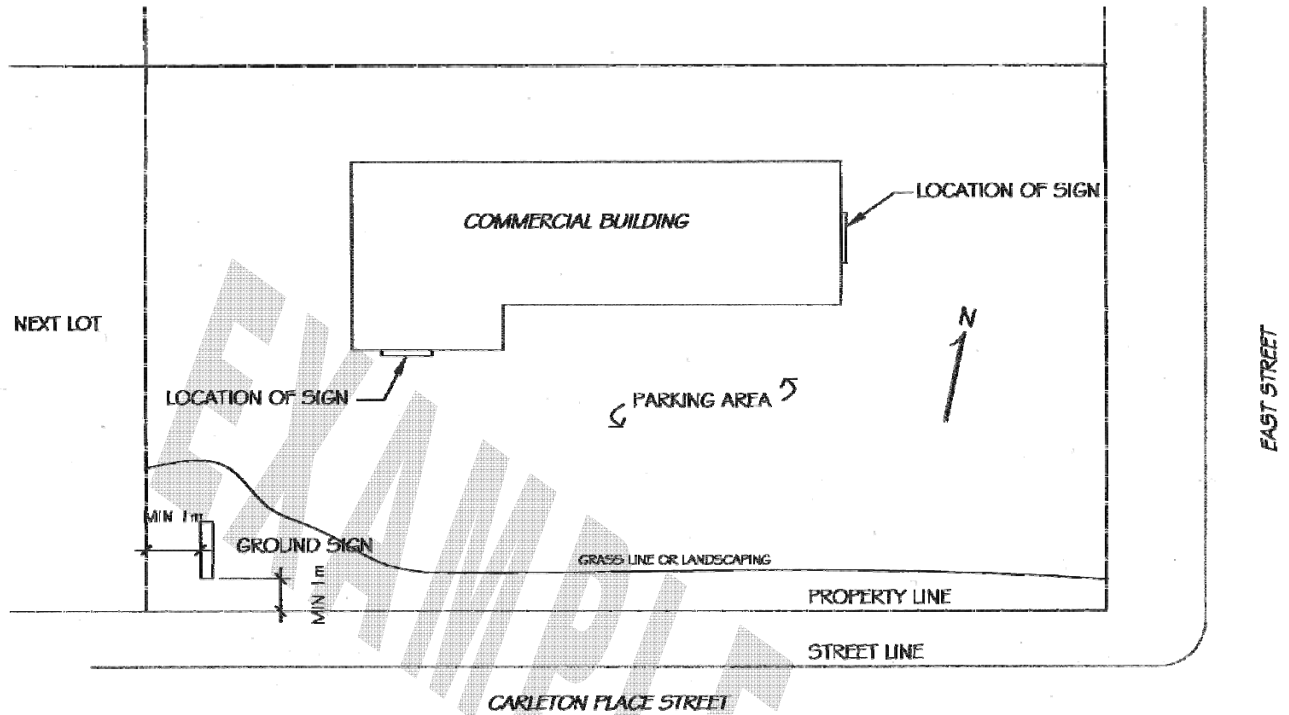 LOCATION OF SIGN
COMMERCIAL BUILDING
NEXT LOT
N
EAST STREET
LOCATION OF SIGN
PARKING AREA
MIN 1m
GROUND SIGN
MIN 1m
GRASS LINE OR LANDSCAPING
PROPERTY LINE
STREET LINE
CARLETON PLACE STREET
EXAMPLE